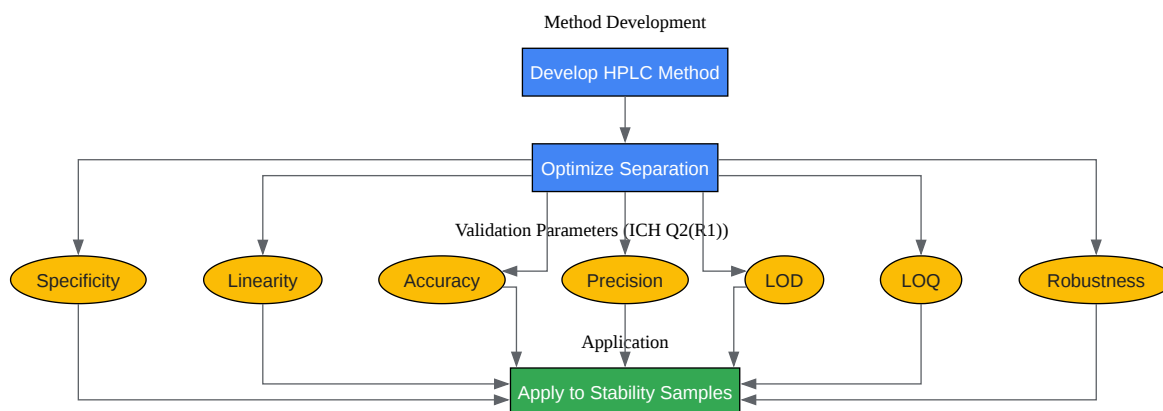 Method Development
Develop HPLC Method
Optimize Separation
Validation Parameters (ICH Q2(R1))
Specificity
Linearity
Accuracy
Precision
LOD
LOQ
Robustness
Application
Apply to Stability Samples